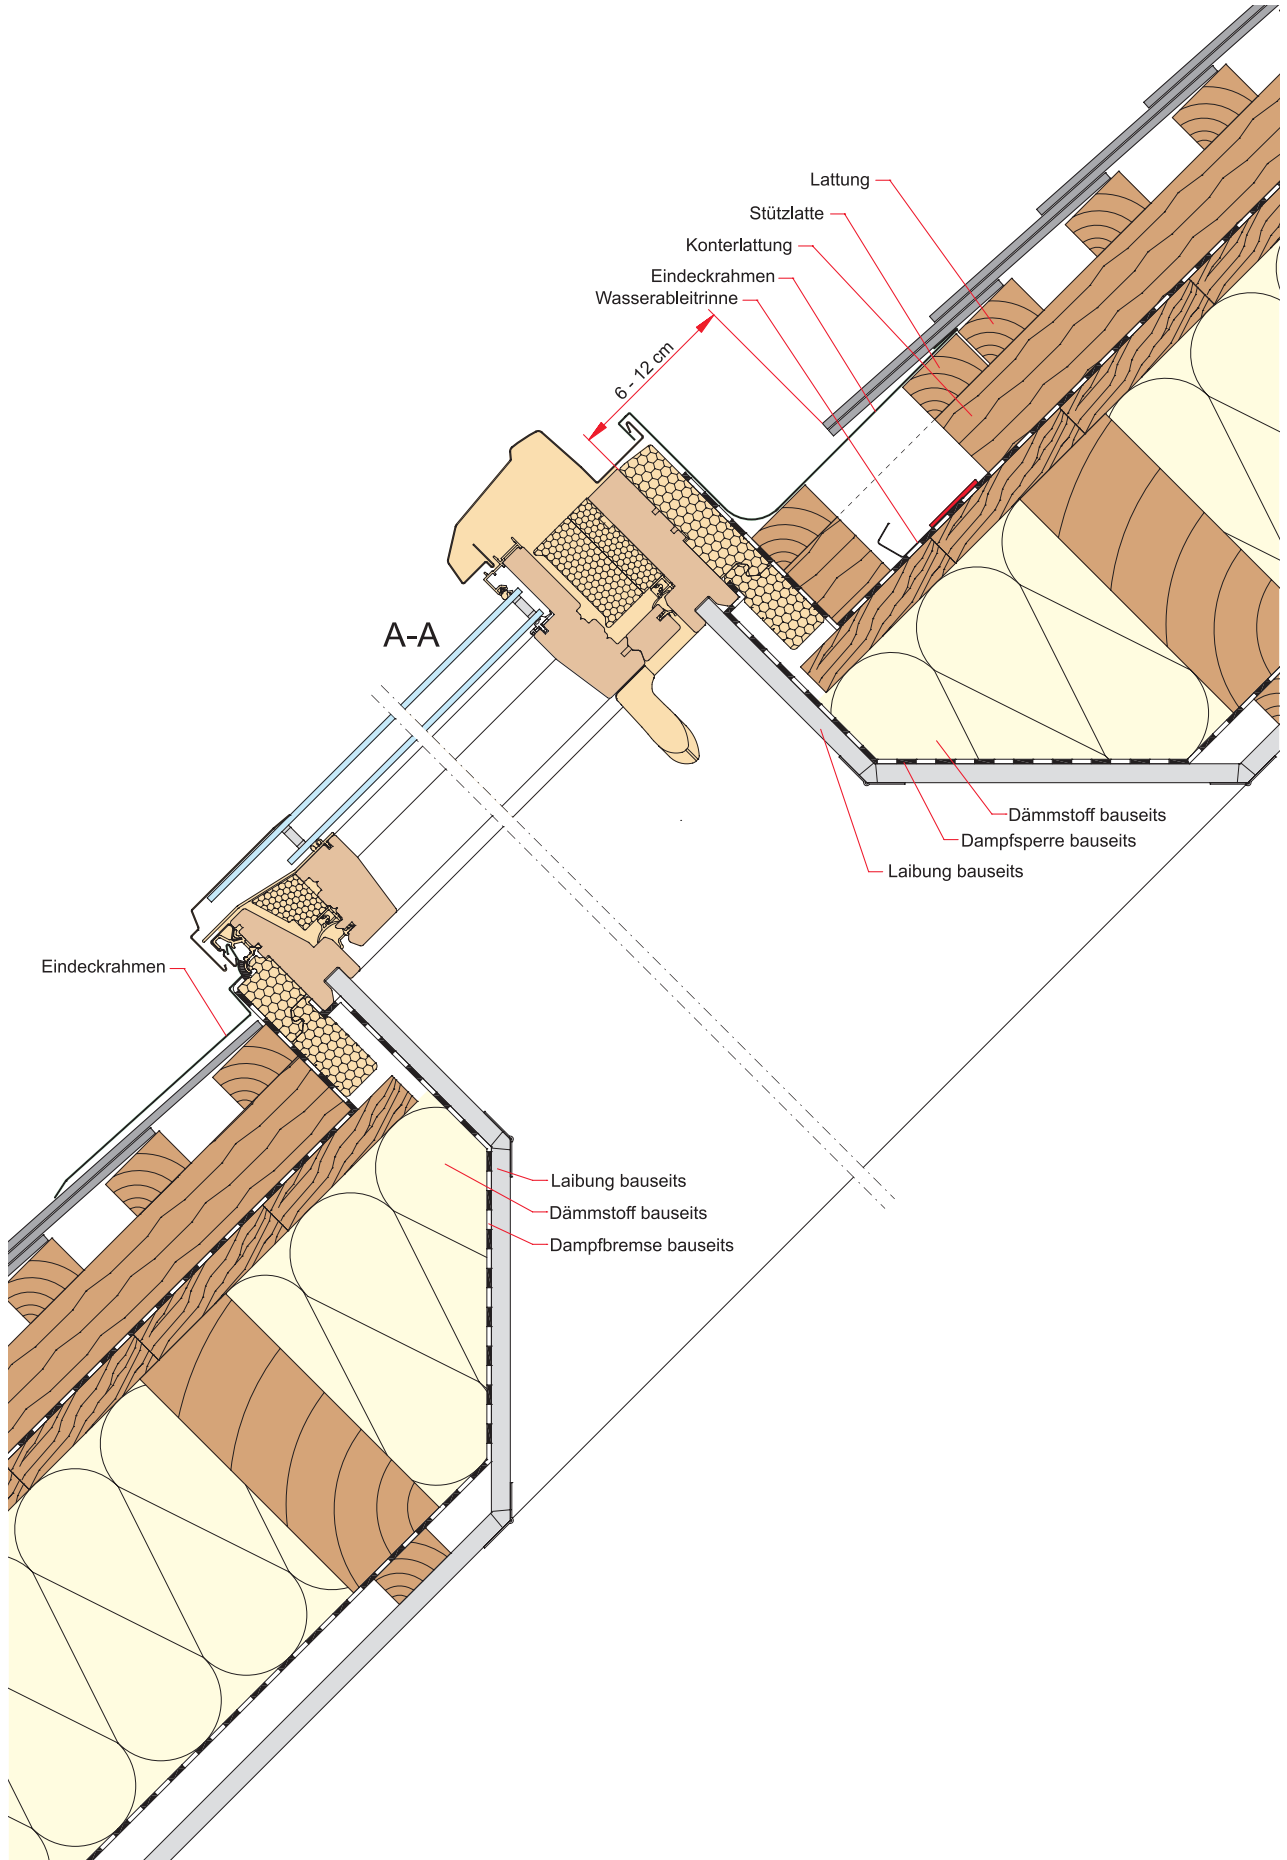 Lattung
Stützlatte
Konterlattung
Eindeckrahmen
Wasserableitrinne
6 - 12 cm
A-A
Dämmstoff bauseits
Dampfsperre bauseits
Laibung bauseits
Eindeckrahmen
Laibung bauseits
Dämmstoff bauseits
Dampfbremse bauseits